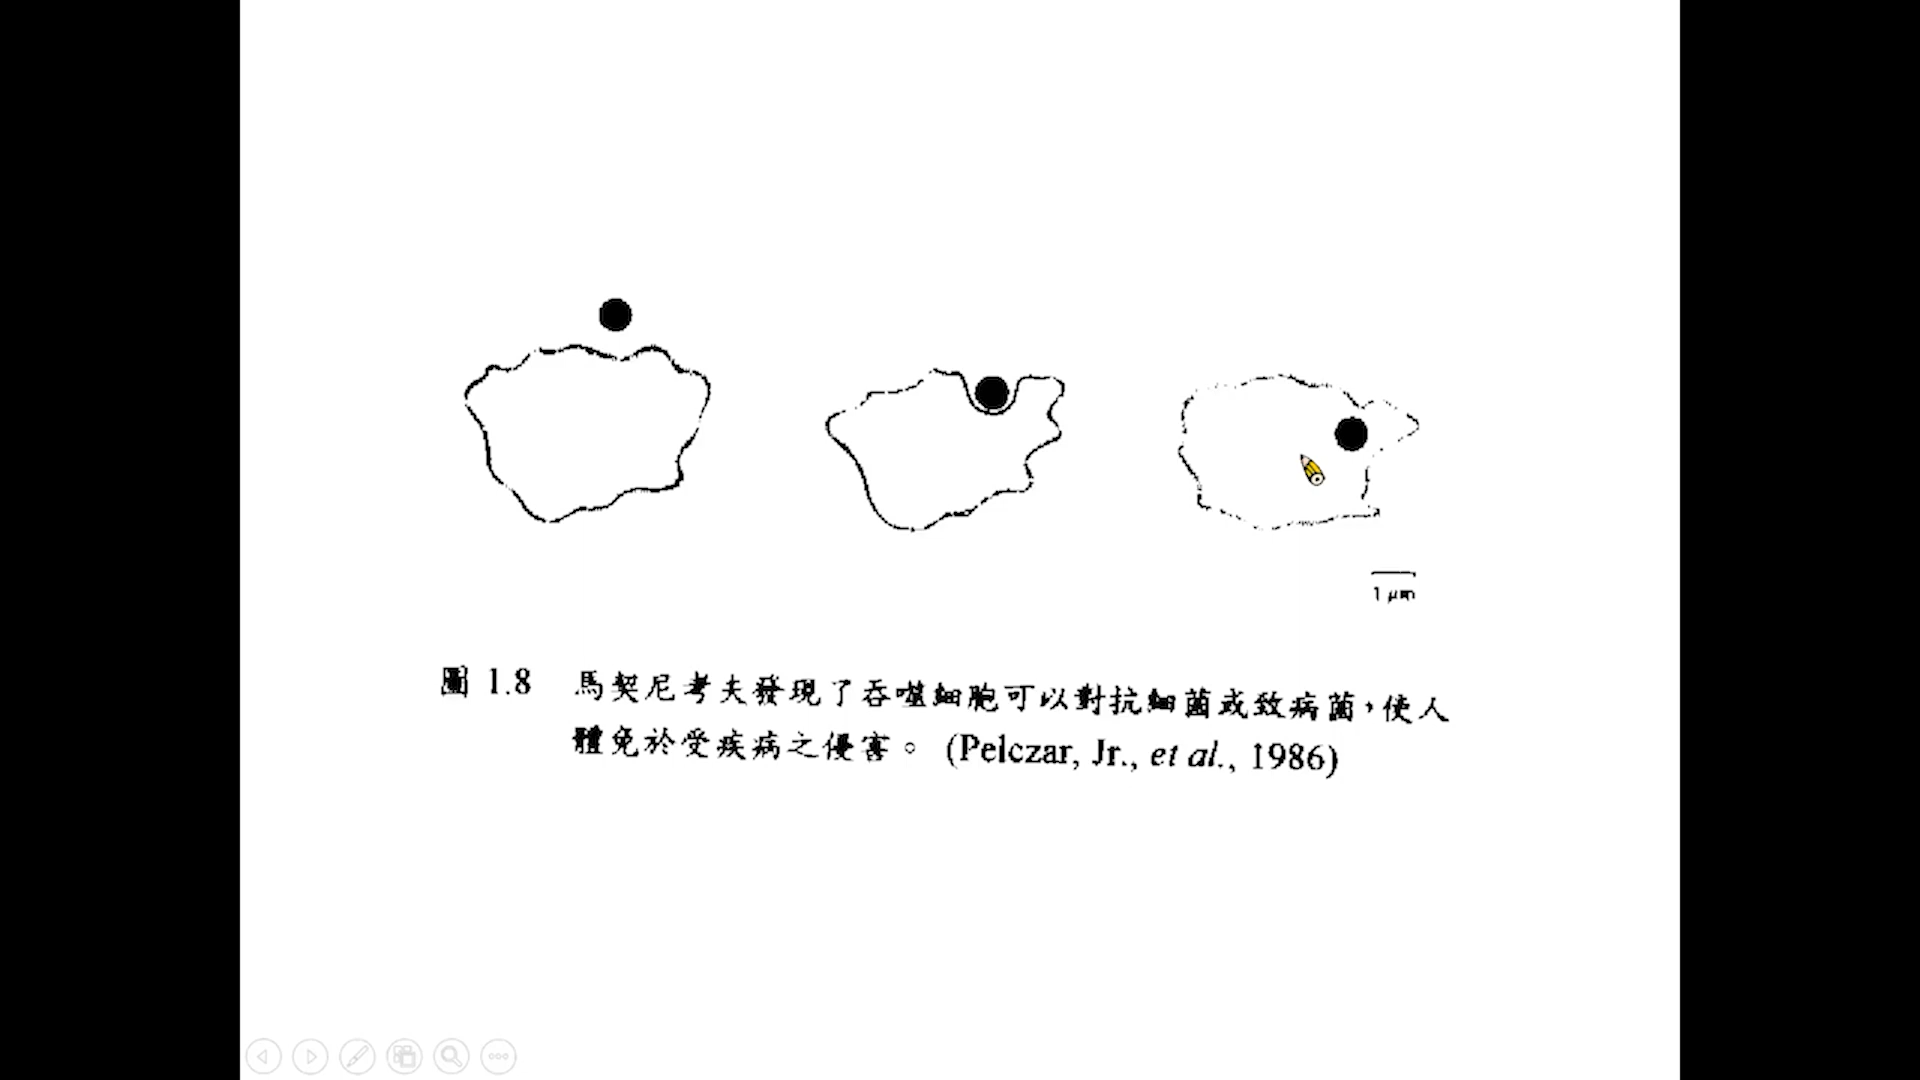 1 μm
圖 1.8 馬契尼考夫發現了吞噬細胞可以對抗細菌或致病菌，使人
體免於受疾病之侵害。 (Pelczar, Jr., et al., 1986)